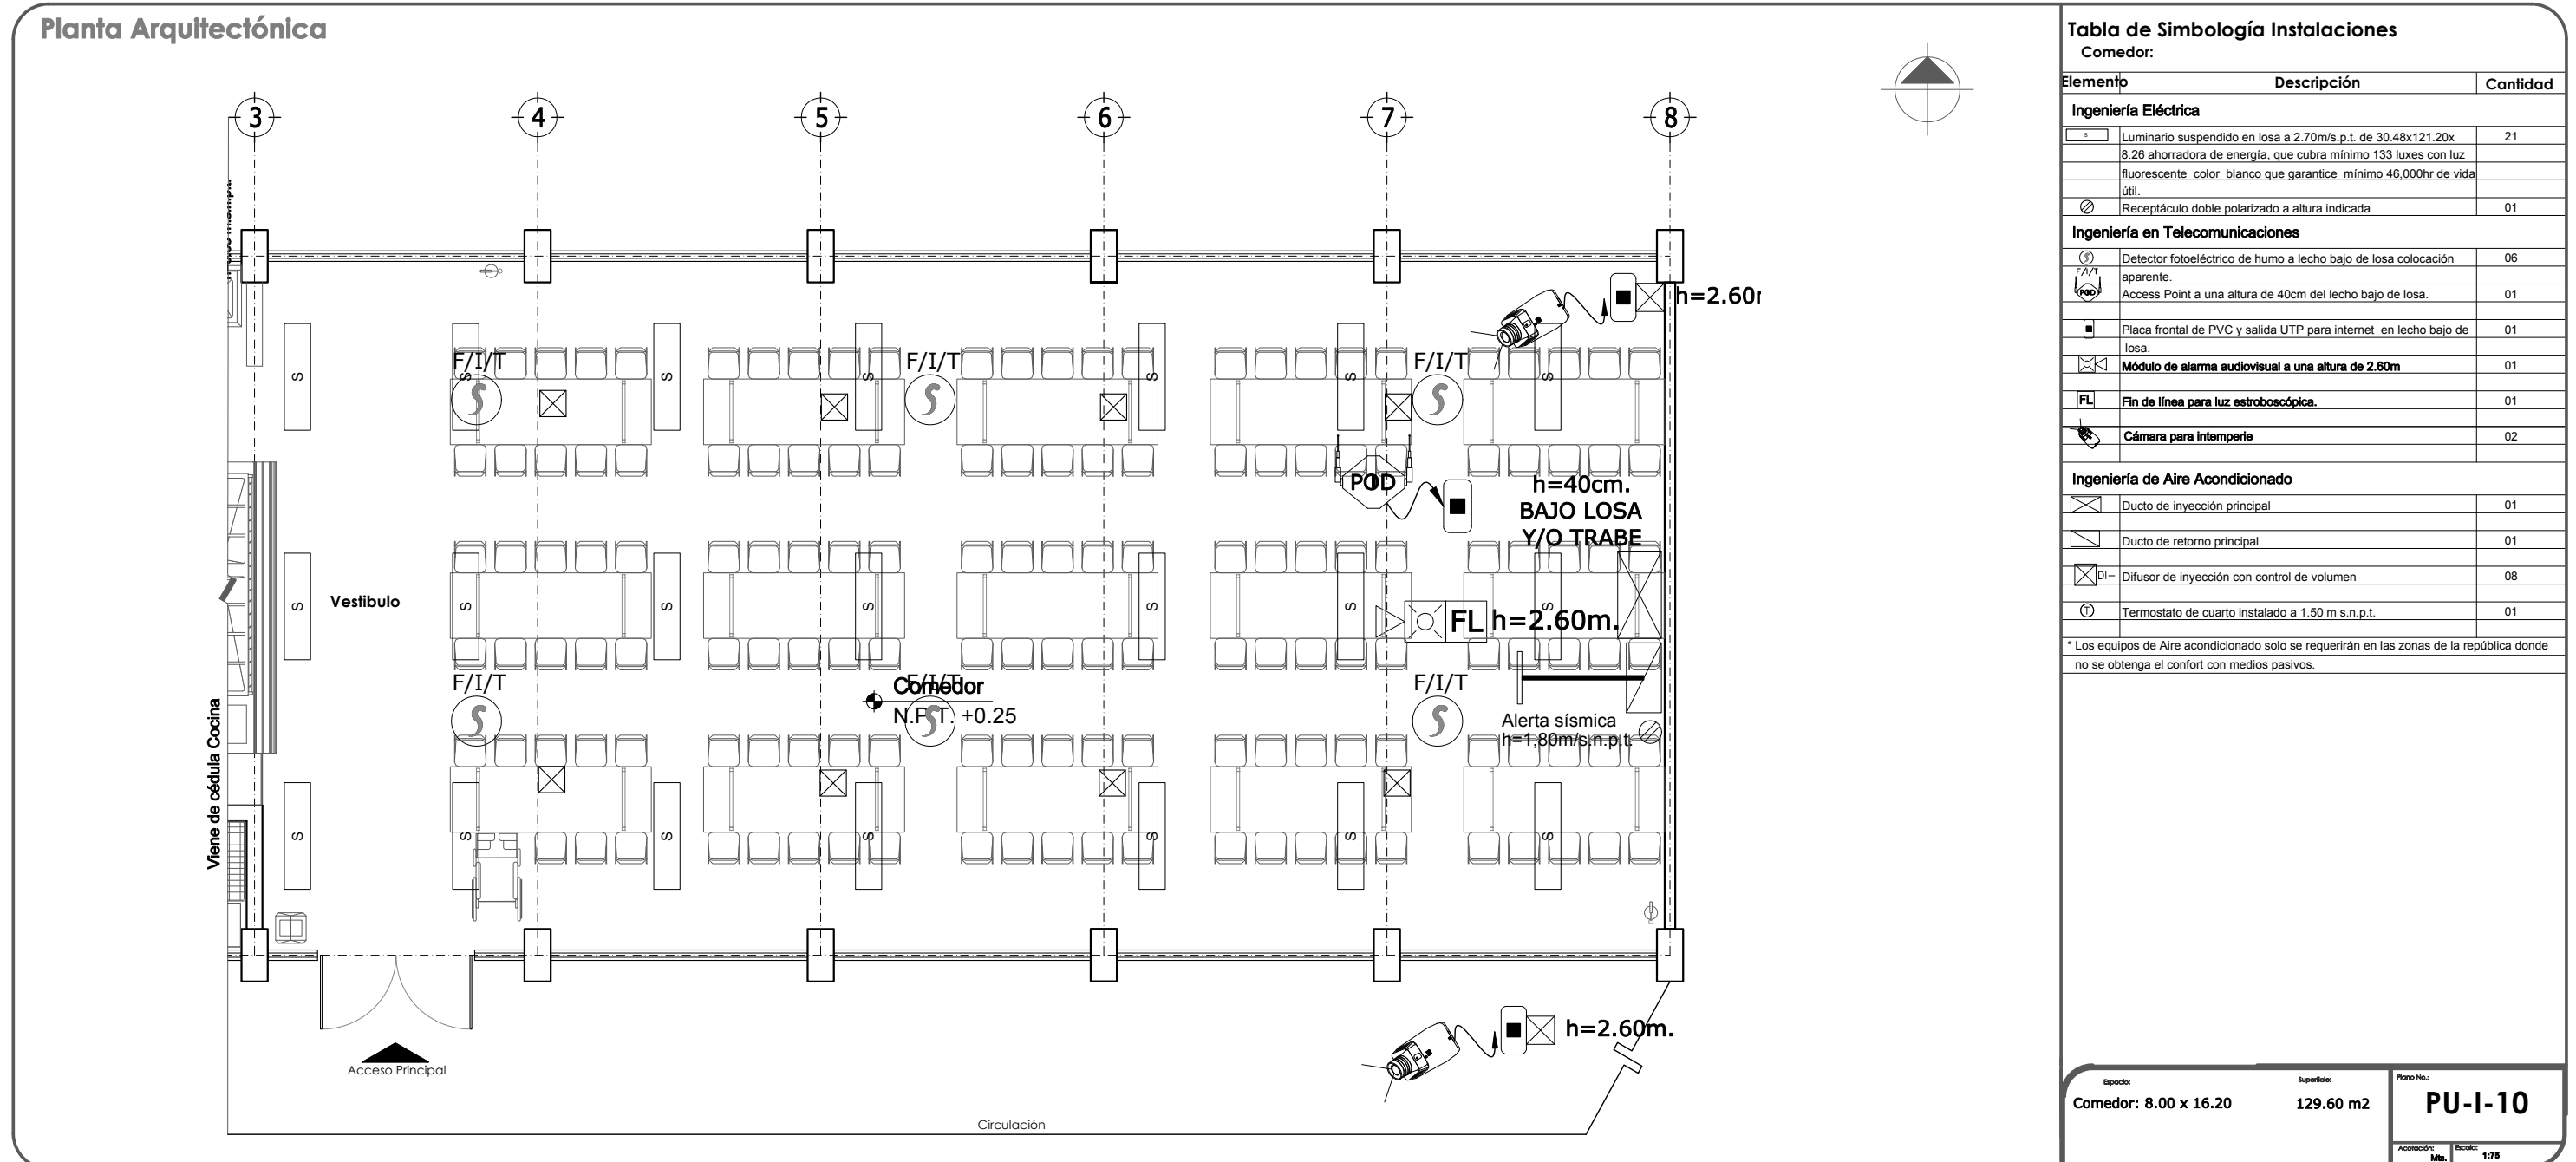 Planta Arquitectónica
3
4
5
6
7
8
h=2.60
F/I/T
F/I/T
F/I/T
S
S
S
S
S
S
S
POD
h=40cm.
BAJO LOSA
Y/O TRABE
Vestibulo
S
S
S
S
S
S
S
FL h=2.60m.
F/I/T
F/I/T
F/I/T
Comedor
N.P.T. +0.25
Alerta sísmica
h=1,80m/s.n.p.t.
Viene de cédula Cocina
S
S
S
S
S
S
S
h=2.60m.
Acceso Principal
Circulación
Tabla de Simbología Instalaciones
Comedor:
Elemento Descripción Cantidad
Ingeniería Eléctrica
S Luminario suspendido en losa a 2.70m/s.p.t. de 30.48x121.20x 21
8.26 ahorradora de energía, que cubra mínimo 133 luxes con luz
fluorescente color blanco que garantice mínimo 46,000hr de vida
útil.
Receptáculo doble polarizado a altura indicada 01
Ingeniería en Telecomunicaciones
Detector fotoeléctrico de humo a lecho bajo de losa colocación 06
F/I/T aparente.
POD Access Point a una altura de 40cm del lecho bajo de losa. 01
Placa frontal de PVC y salida UTP para internet en lecho bajo de 01
losa.
Módulo de alarma audiovisual a una altura de 2.60m 01
FL Fin de línea para luz estroboscópica. 01
Cámara para intemperie 02
Ingeniería de Aire Acondicionado
Ducto de inyección principal 01
Ducto de retorno principal 01
DI- Difusor de inyección con control de volumen 08
T Termostato de cuarto instalado a 1.50 m s.n.p.t. 01
* Los equipos de Aire acondicionado solo se requerirán en las zonas de la república donde
no se obtenga el confort con medios pasivos.
Espacio: Superficie: Plano No.:
Comedor: 8.00 x 16.20 129.60 m2 PU-I-10
Acotación: Mts. Escala: 1:75